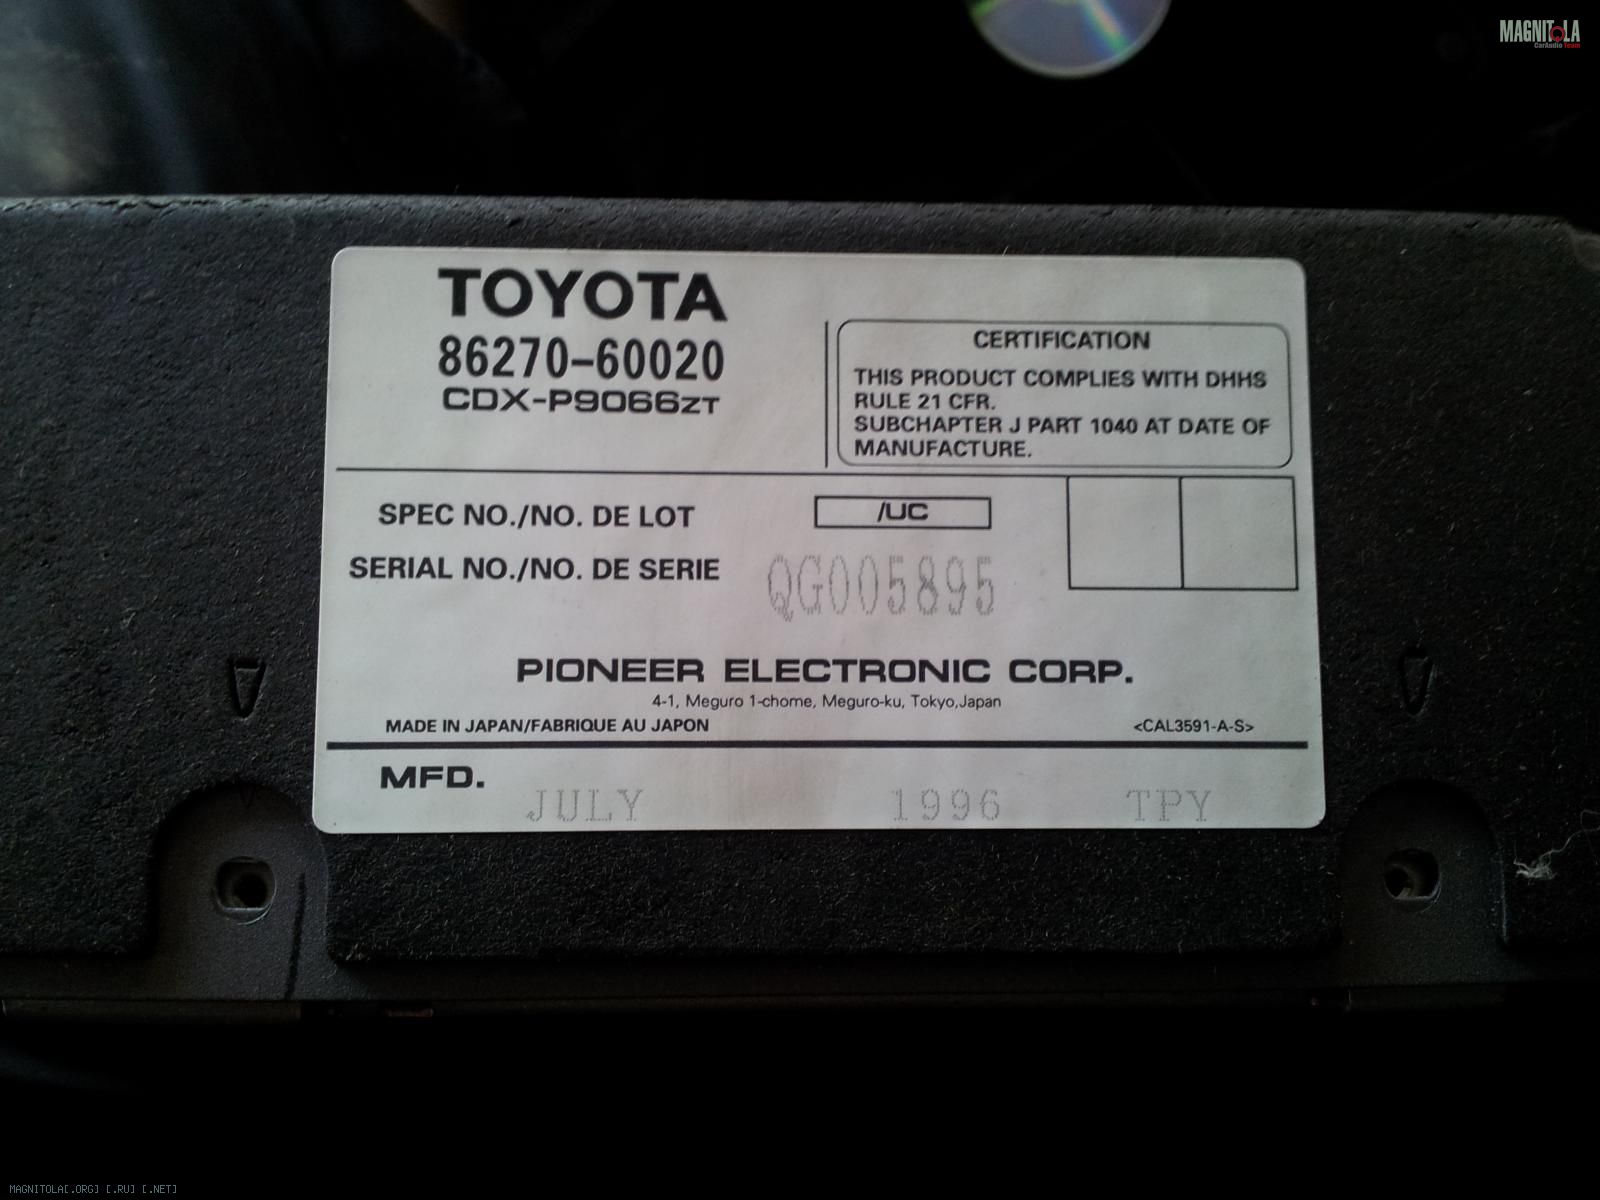 MAGNITOLA
CarAudio Team
TOYOTA
86270-60020
CDX-P9066ZT
CERTIFICATION
THIS PRODUCT COMPLIES WITH DHHS
RULE 21 CFR.
SUBCHAPTER J PART 1040 AT DATE OF
MANUFACTURE.
SPEC NO./NO. DE LOT /UC
SERIAL NO./NO. DE SERIE QG005895
PIONEER ELECTRONIC CORP.
4-1, Meguro 1-chome, Meguro-ku, Tokyo,Japan
MADE IN JAPAN/FABRIQUE AU JAPON <CAL3591-A-S>
MFD.
JULY 1996 TPY
MAGNITOLA[.ORG] [.RU] [.NET]